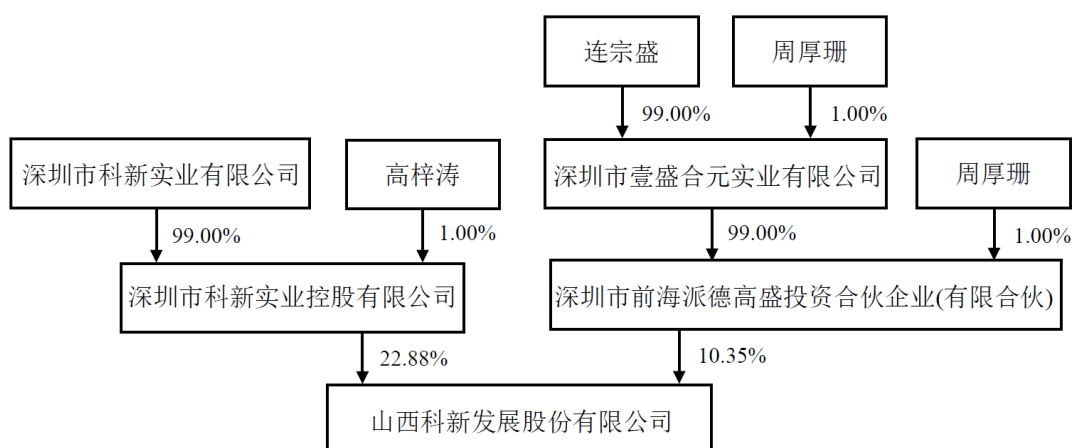 连宗盛
周厚珊
99.00%
1.00%
深圳市科新实业有限公司
高梓涛
深圳市壹盛合元实业有限公司
周厚珊
99.00%
1.00%
99.00%
1.00%
深圳市科新实业控股有限公司
深圳市前海派德高盛投资合伙企业(有限合伙)
22.88%
10.35%
山西科新发展股份有限公司